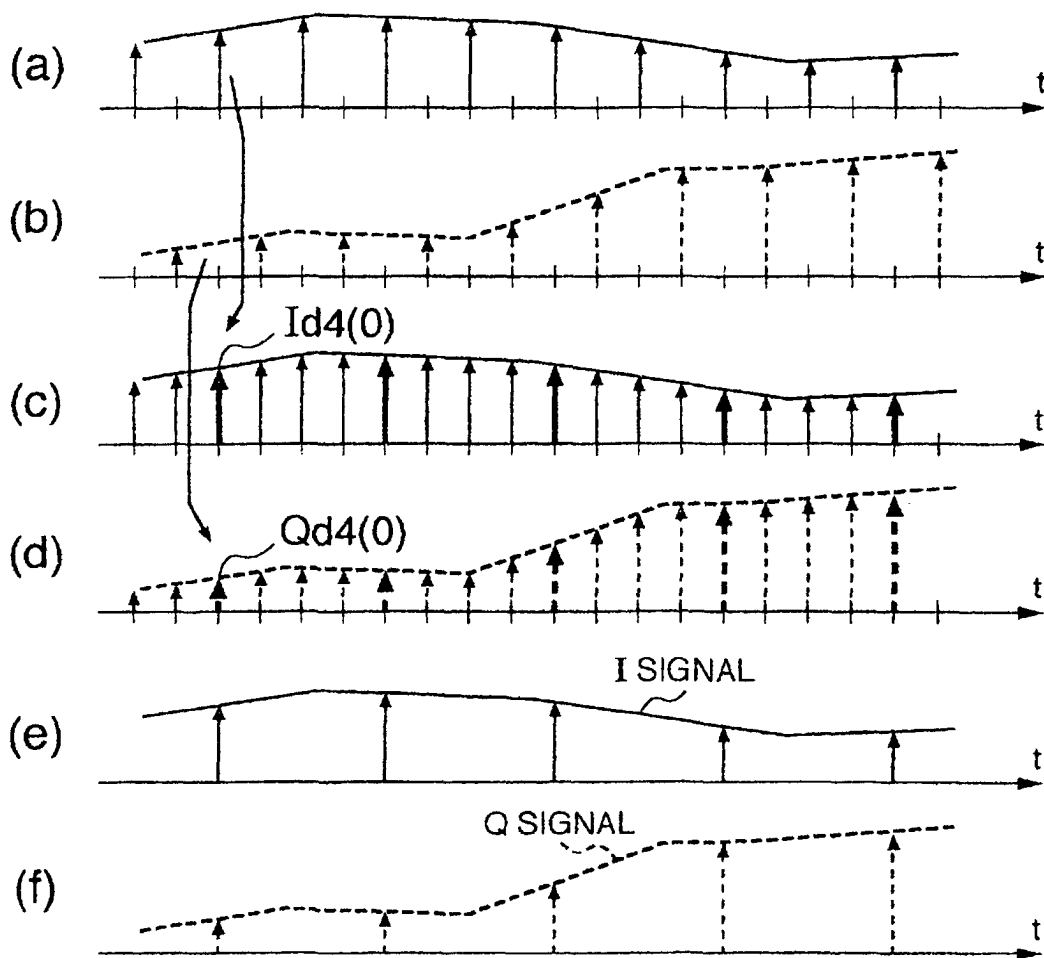 (a)
t
(b)
t
Id4(0)
(c)
t
Qd4(0)
(d)
t
I SIGNAL
(e)
t
Q SIGNAL
(f)
t